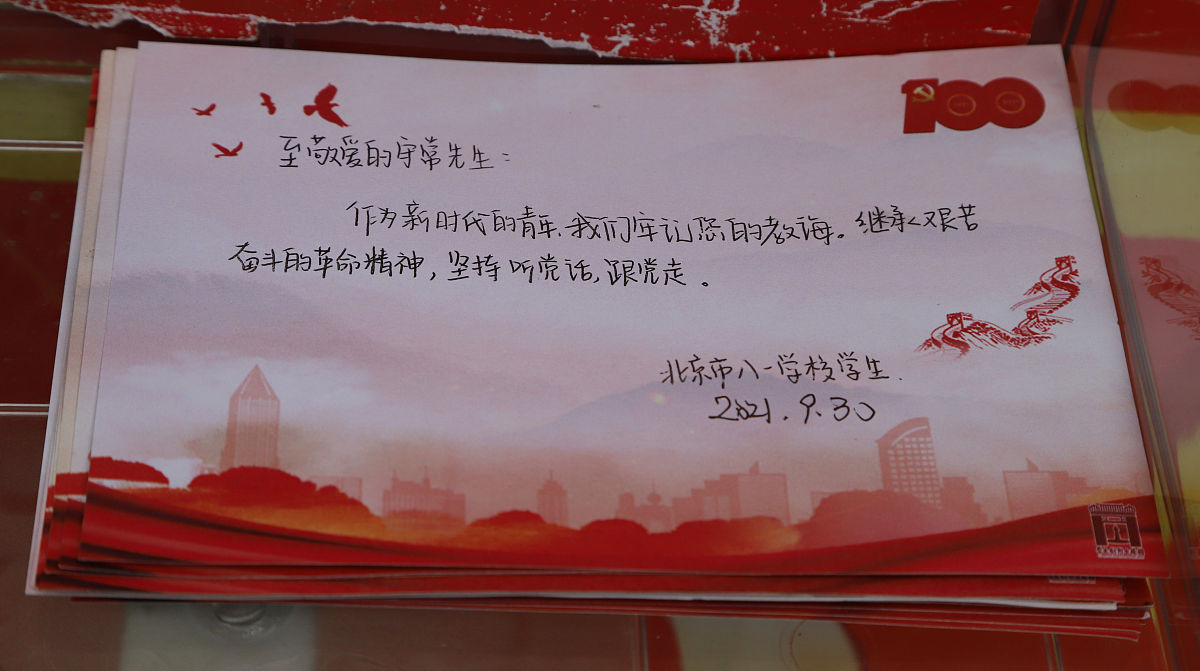 100
至敬爱的守常先生:
作为新时代的青年、我们牢记您的教诲。继承艰苦
奋斗的革命精神,坚持听党话,跟党走。
北京市八一学校学生.
2021.9.30